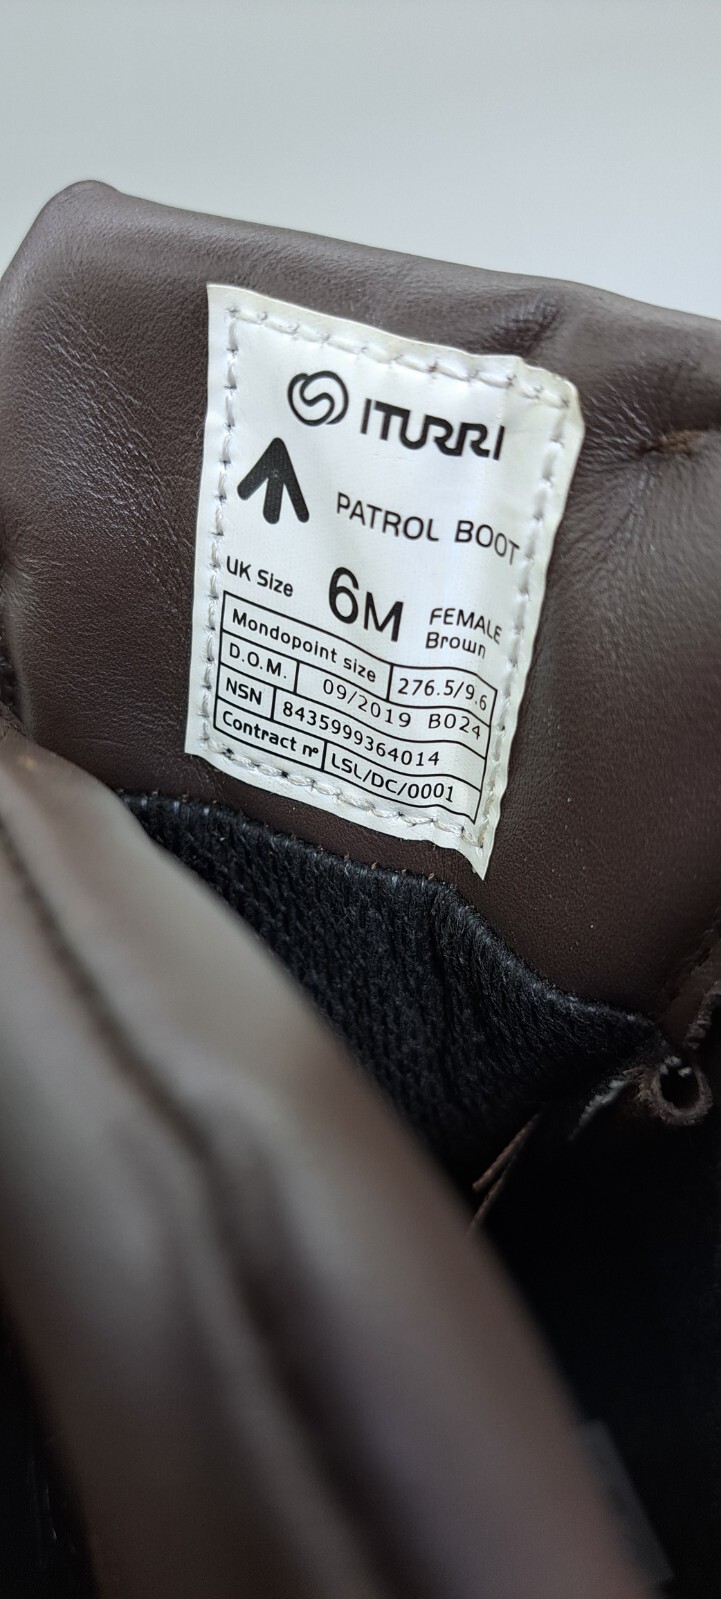 ITURRI
PATROL BOOT
UK Size 6M FEMALE
Brown
Mondopoint size 276.5/9.6
D.O.M. 09/2019 B024
NSN 8435999364014
Contract nº LSL/DC/0001